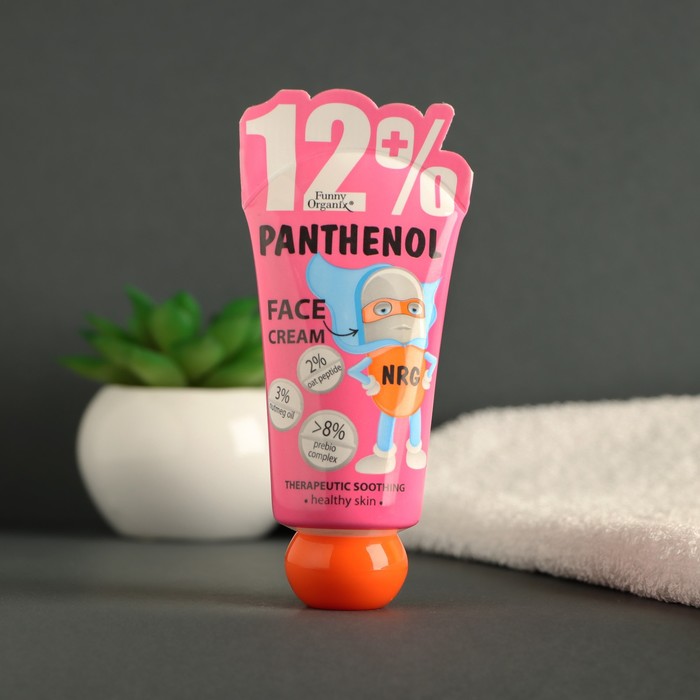 12%
+
Funny
Organix®
PANTHENOL
FACE
CREAM
NRG
2%
oat peptide
3%
nutmeg oil
>8%
prebio
complex
THERAPEUTIC SOOTHING
• healthy skin •